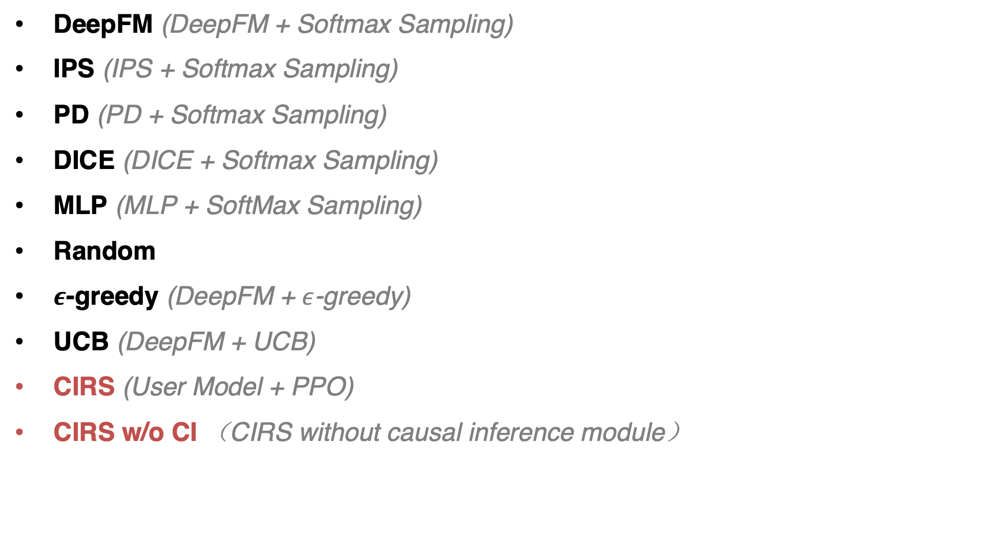 • DeepFM (DeepFM + Softmax Sampling)
• IPS (IPS + Softmax Sampling)
• PD (PD + Softmax Sampling)
• DICE (DICE + Softmax Sampling)
• MLP (MLP + SoftMax Sampling)
• Random
• ϵ-greedy (DeepFM + ϵ-greedy)
• UCB (DeepFM + UCB)
• CIRS (User Model + PPO)
• CIRS w/o CI （CIRS without causal inference module）